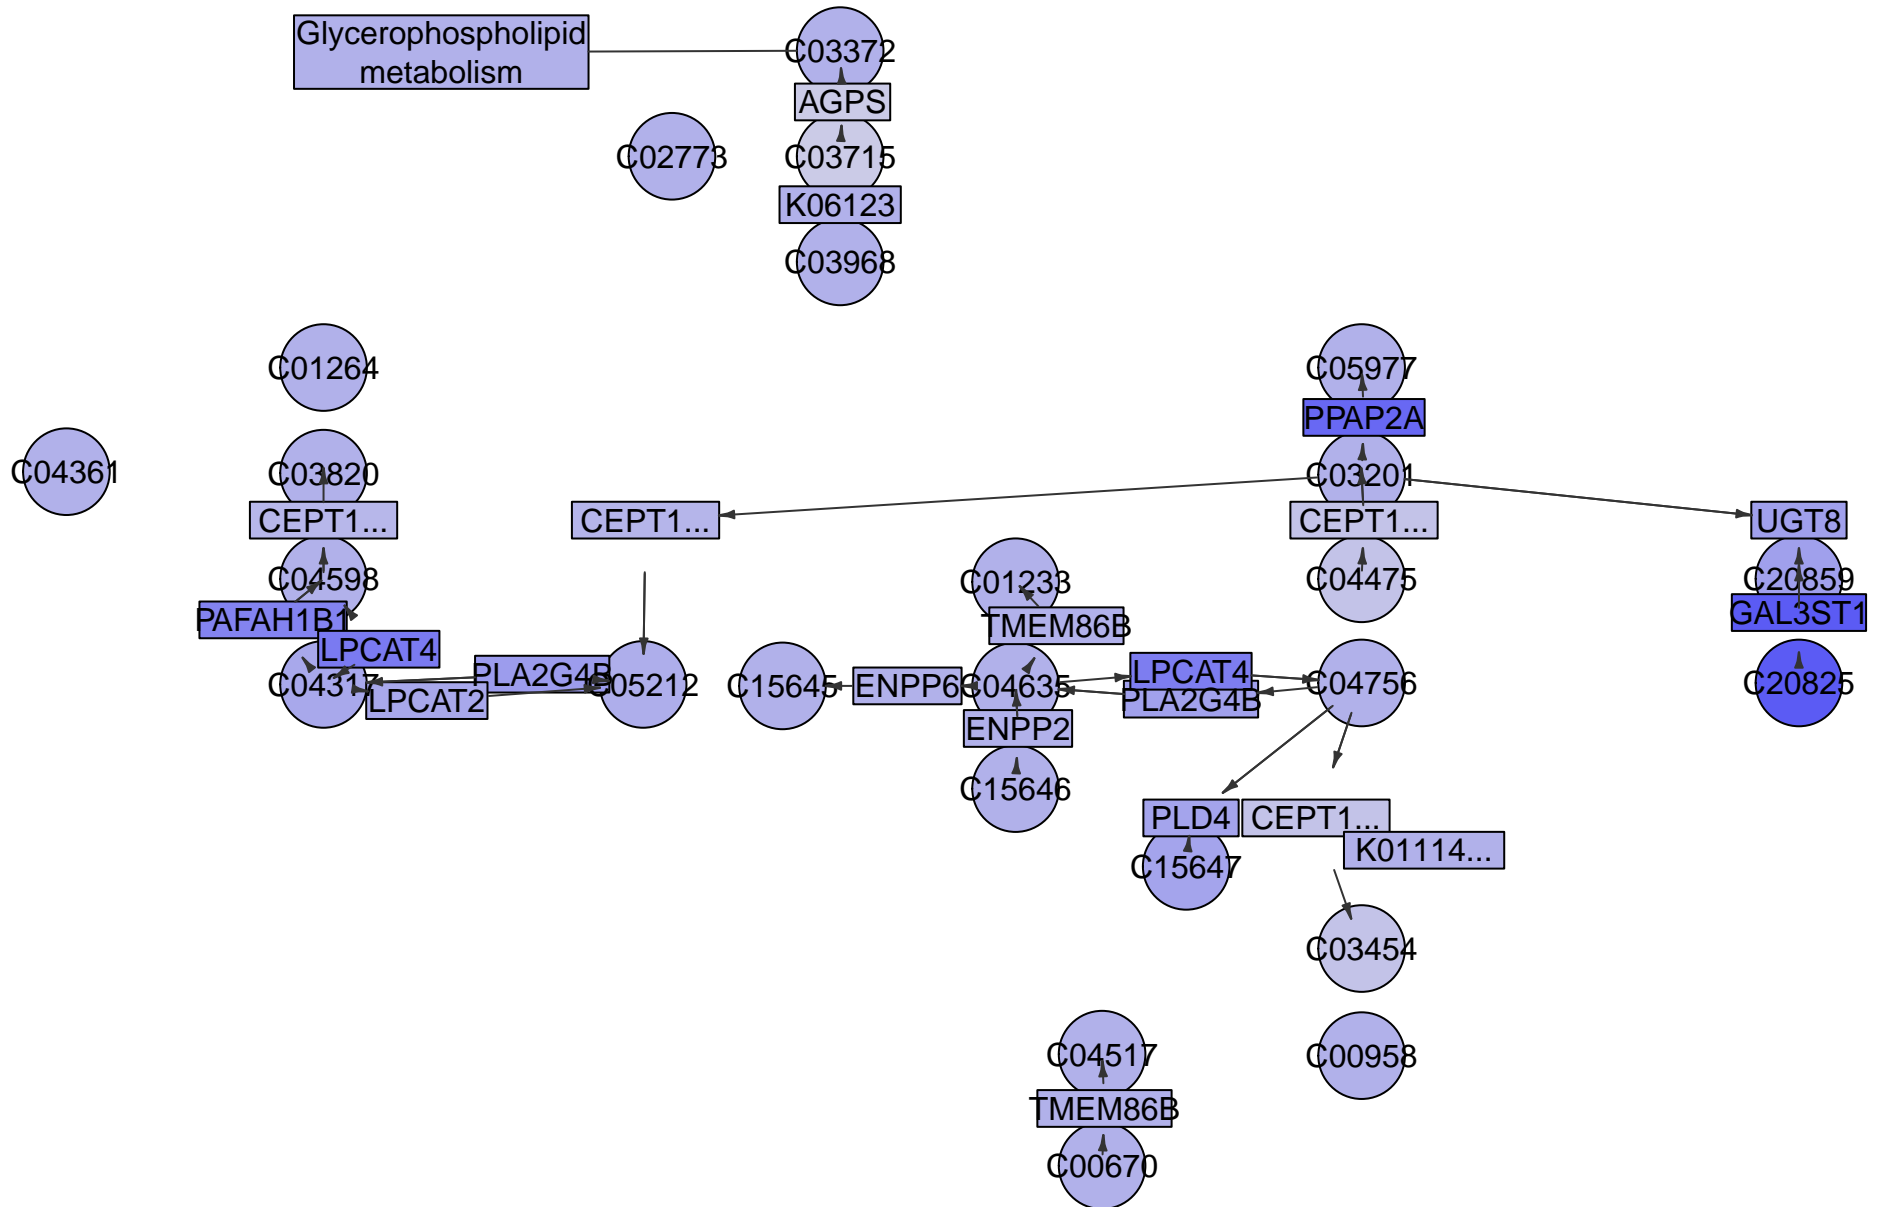 Glycerophospholipid
metabolism
C03372
AGPS
C02773
C03715
K06123
C03968
C01264
C05977
PPAP2A
C04361
C03820
C03201
CEPT1...
CEPT1...
CEPT1...
UGT8
C04598
C01233
C04475
C20859
PAFAH1B1
TMEM86B
GAL3ST1
LPCAT4
C04317
PLA2G4B
LPCAT2
C05212
C15645
ENPP6
C04635
LPCAT4
PLA2G4B
C04756
C20825
ENPP2
C15646
PLD4
CEPT1...
K01114...
C15647
C03454
C04517
C00958
TMEM86B
C00670